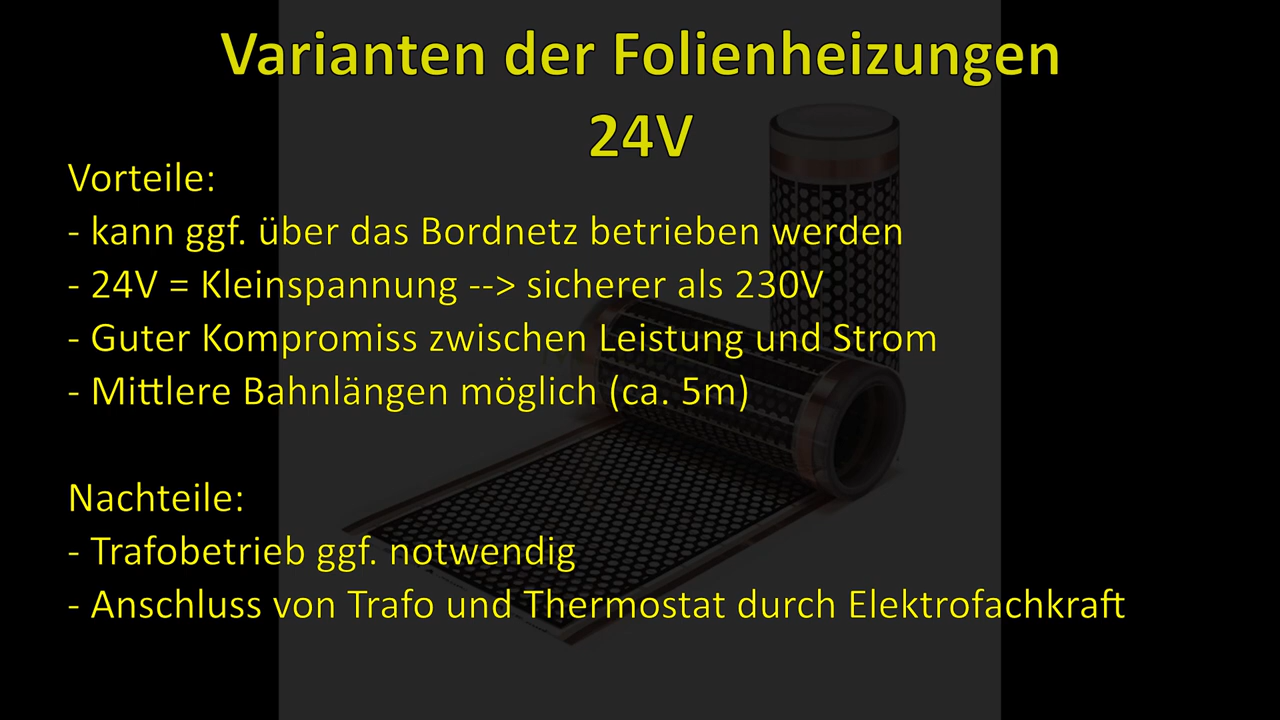 Varianten der Folienheizungen
24V
Vorteile:
- kann ggf. über das Bordnetz betrieben werden
- 24V = Kleinspannung --> sicherer als 230V
- Guter Kompromiss zwischen Leistung und Strom
- Mittlere Bahnlängen möglich (ca. 5m)
Nachteile:
- Trafobetrieb ggf. notwendig
- Anschluss von Trafo und Thermostat durch Elektrofachkraft